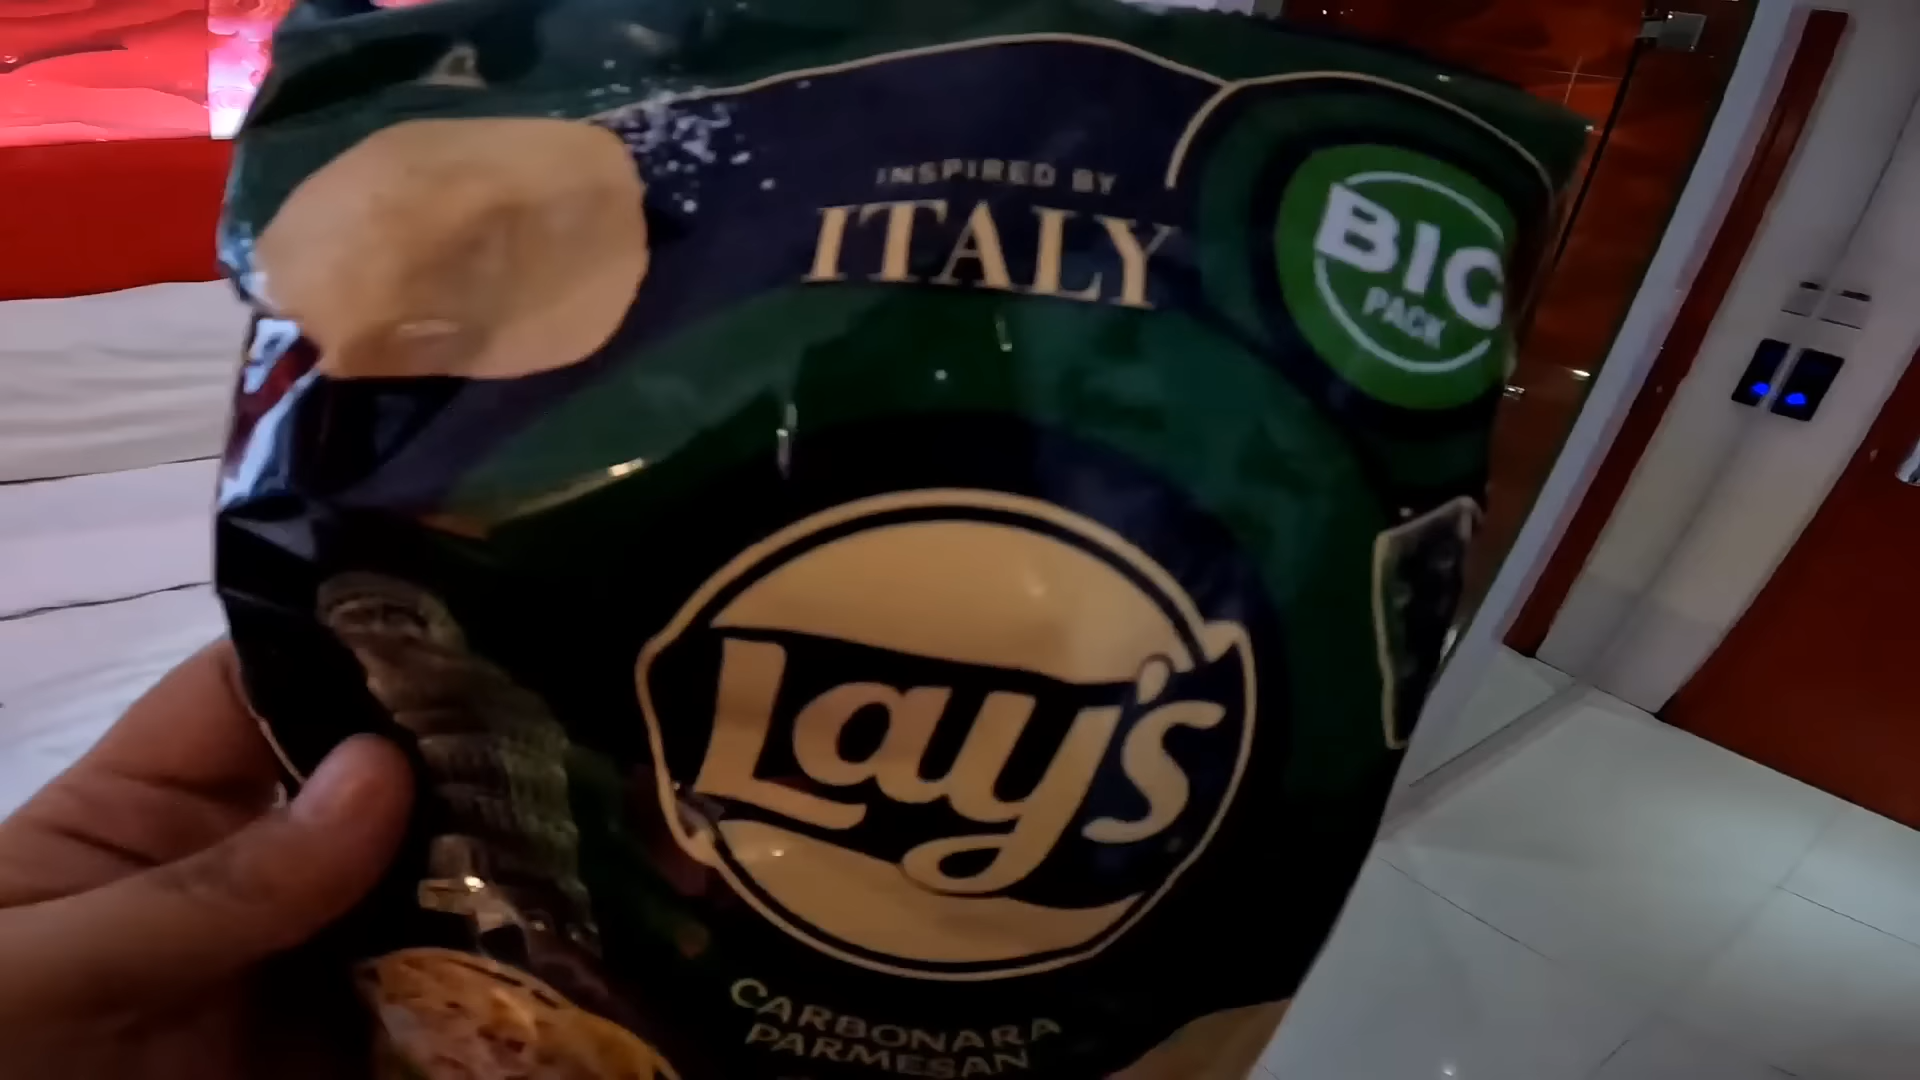 INSPIRED BY
ITALY
BIG
PACK
Lay's
CARBONARA
PARMESAN